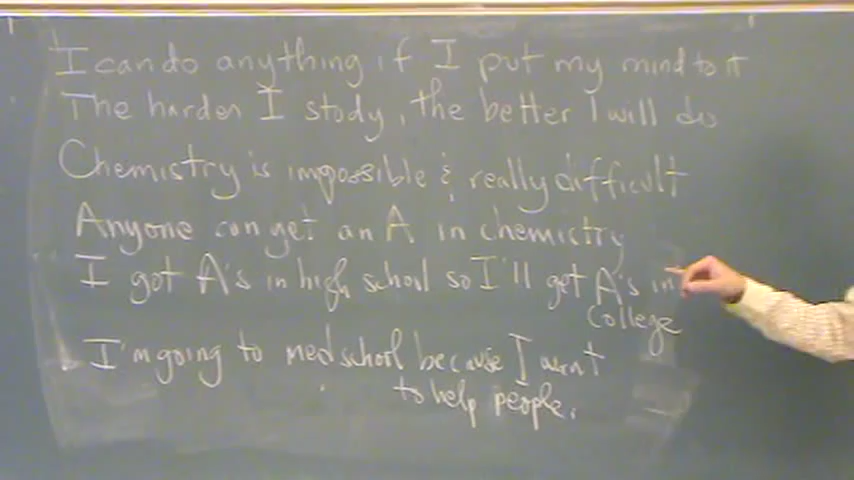 I can do anything if I put my mind to it
The harder I study, the better I will do
Chemistry is impossible & really difficult
Anyone can get an A in chemistry
I got A's in high school so I'll get A's in
College
I'm going to med school because I want
to help people.